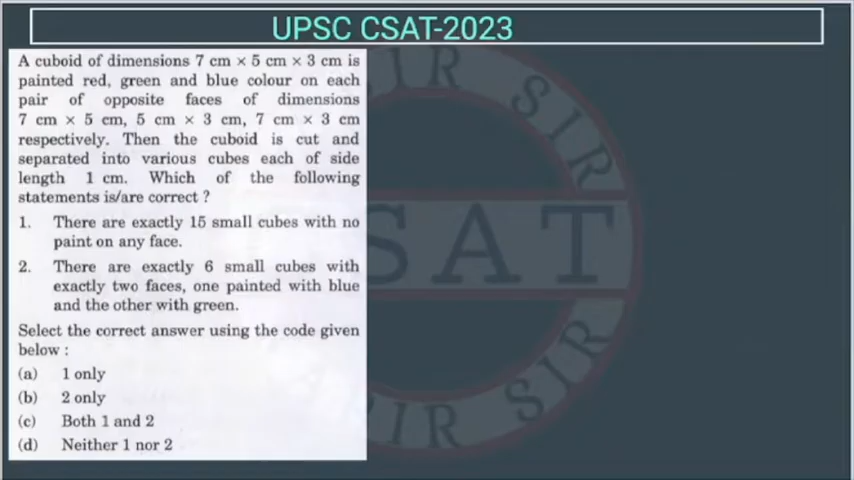 UPSC CSAT-2023
A cuboid of dimensions 7 cm × 5 cm × 3 cm is
painted red, green and blue colour on each
pair of opposite faces of dimensions
7 cm × 5 cm, 5 cm × 3 cm, 7 cm × 3 cm
respectively. Then the cuboid is cut and
separated into various cubes each of side
length 1 cm. Which of the following
statements is/are correct ?
1. There are exactly 15 small cubes with no
paint on any face.
2. There are exactly 6 small cubes with
exactly two faces, one painted with blue
and the other with green.
Select the correct answer using the code given
below :
(a) 1 only
(b) 2 only
(c) Both 1 and 2
(d) Neither 1 nor 2
SIR
SIR
SAT
SIR
SIR